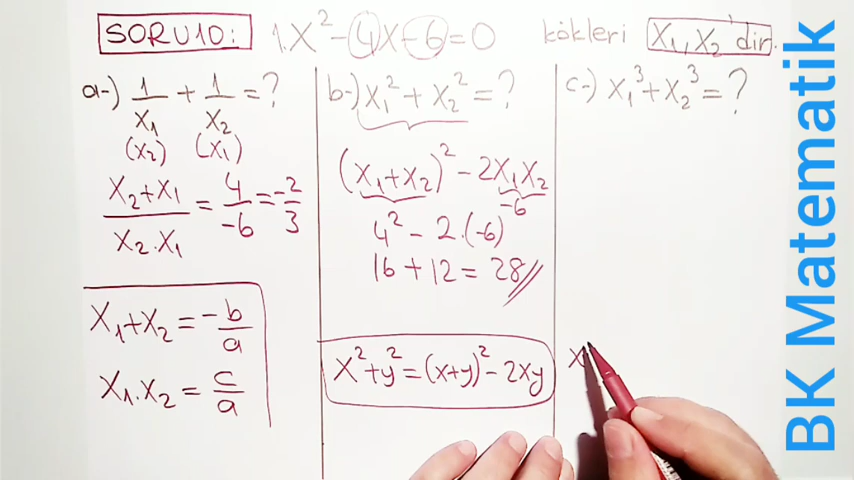 SORU10: 1.X² - 4X - 6 = 0 kökleri X₁, X₂'dir.
a-) 1/X₁ + 1/X₂ = ?
(X₂) (X₁)
X₂+X₁/X₂.X₁ = 4/-6 = -2/3
X₁+X₂ = -b/a
X₁.X₂ = c/a
b-) X₁² + X₂² = ?
(X₁+X₂)² - 2X₁X₂
-6
4² - 2.(-6)
16 + 12 = 28//
X²+y² = (x+y)² - 2xy
c-) X₁³ + X₂³ = ?
X
BK Matematik